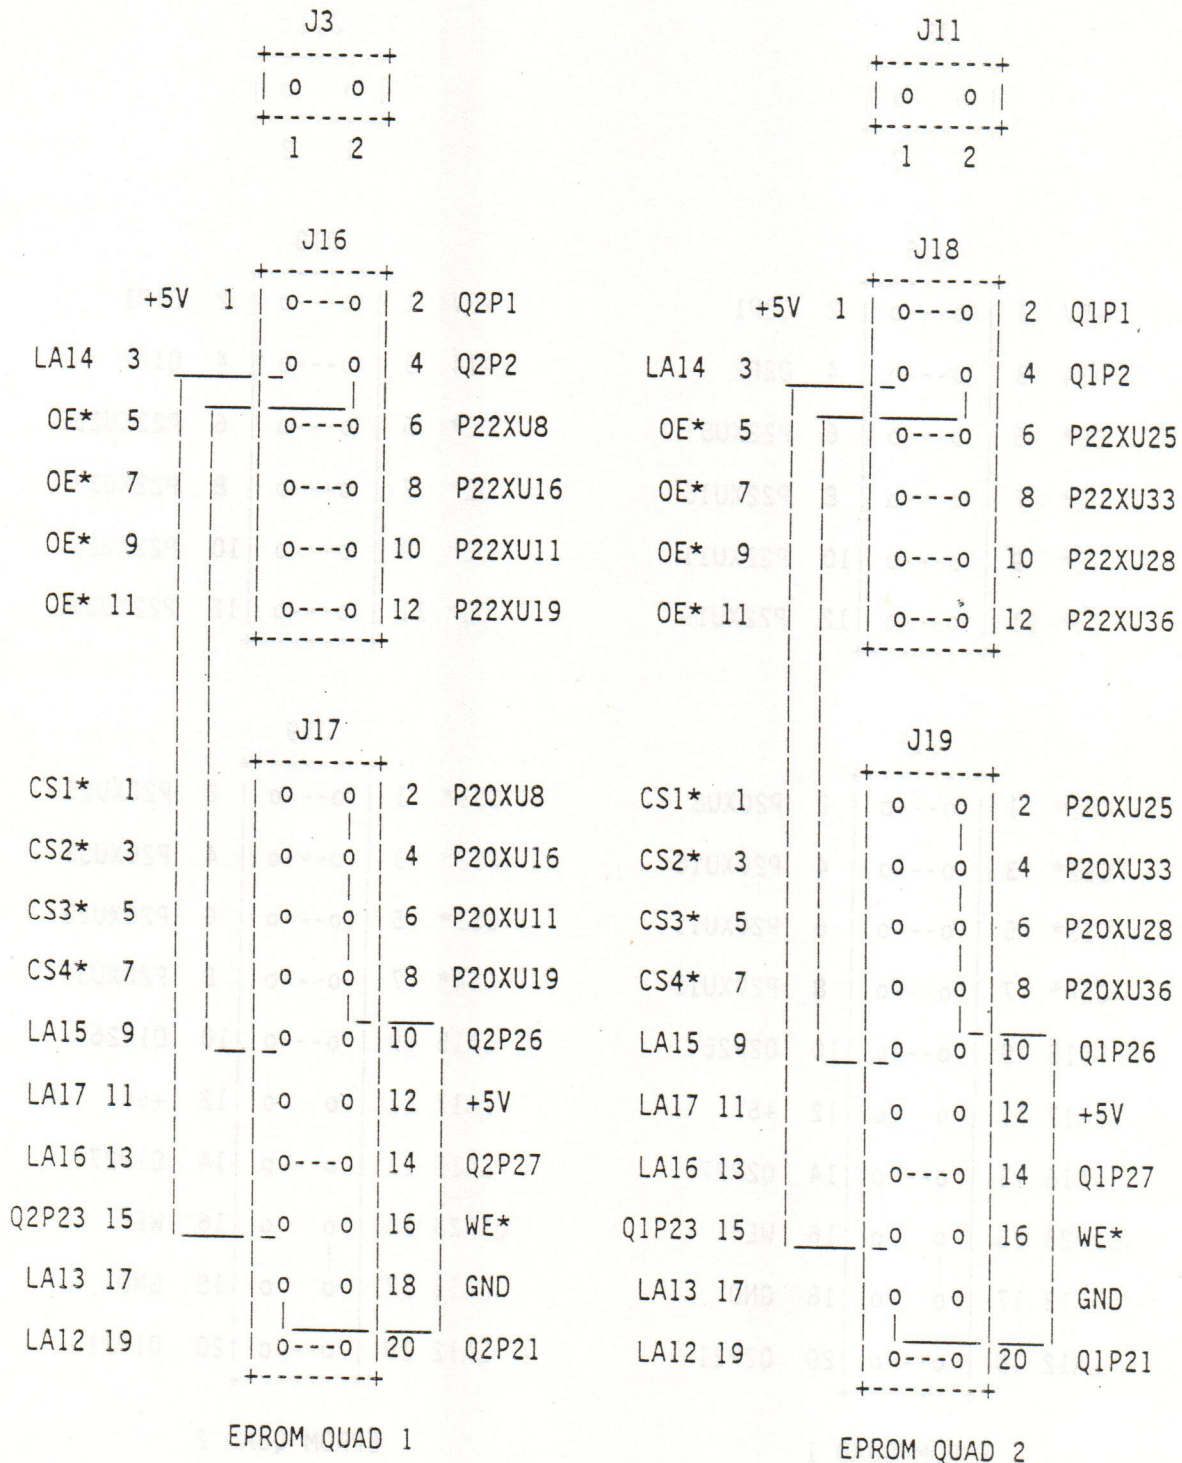 J3
o o
1 2
J16
+5V 1 o---o 2 Q2P1
LA14 3 o o 4 Q2P2
OE* 5 o---o 6 P22XU8
OE* 7 o---o 8 P22XU16
OE* 9 o---o 10 P22XU11
OE* 11 o---o 12 P22XU19
J17
CS1* 1 o o 2 P20XU8
CS2* 3 o o 4 P20XU16
CS3* 5 o o 6 P20XU11
CS4* 7 o o 8 P20XU19
LA15 9 o o 10 Q2P26
LA17 11 o o 12 +5V
LA16 13 o---o 14 Q2P27
Q2P23 15 o o 16 WE*
LA13 17 o o 18 GND
LA12 19 o---o 20 Q2P21
EPROM QUAD 1
J11
o o
1 2
J18
+5V 1 o---o 2 Q1P1
LA14 3 o o 4 Q1P2
OE* 5 o---o 6 P22XU25
OE* 7 o---o 8 P22XU33
OE* 9 o---o 10 P22XU28
OE* 11 o---o 12 P22XU36
J19
CS1* o o 2 P20XU25
CS2* 3 o o 4 P20XU33
CS3* 5 o o 6 P20XU28
CS4* 7 o o 8 P20XU36
LA15 9 o o 10 Q1P26
LA17 11 o o 12 +5V
LA16 13 o---o 14 Q1P27
Q1P23 15 o o 16 WE*
LA13 17 o o GND
LA12 19 o---o 20 Q1P21
EPROM QUAD 2